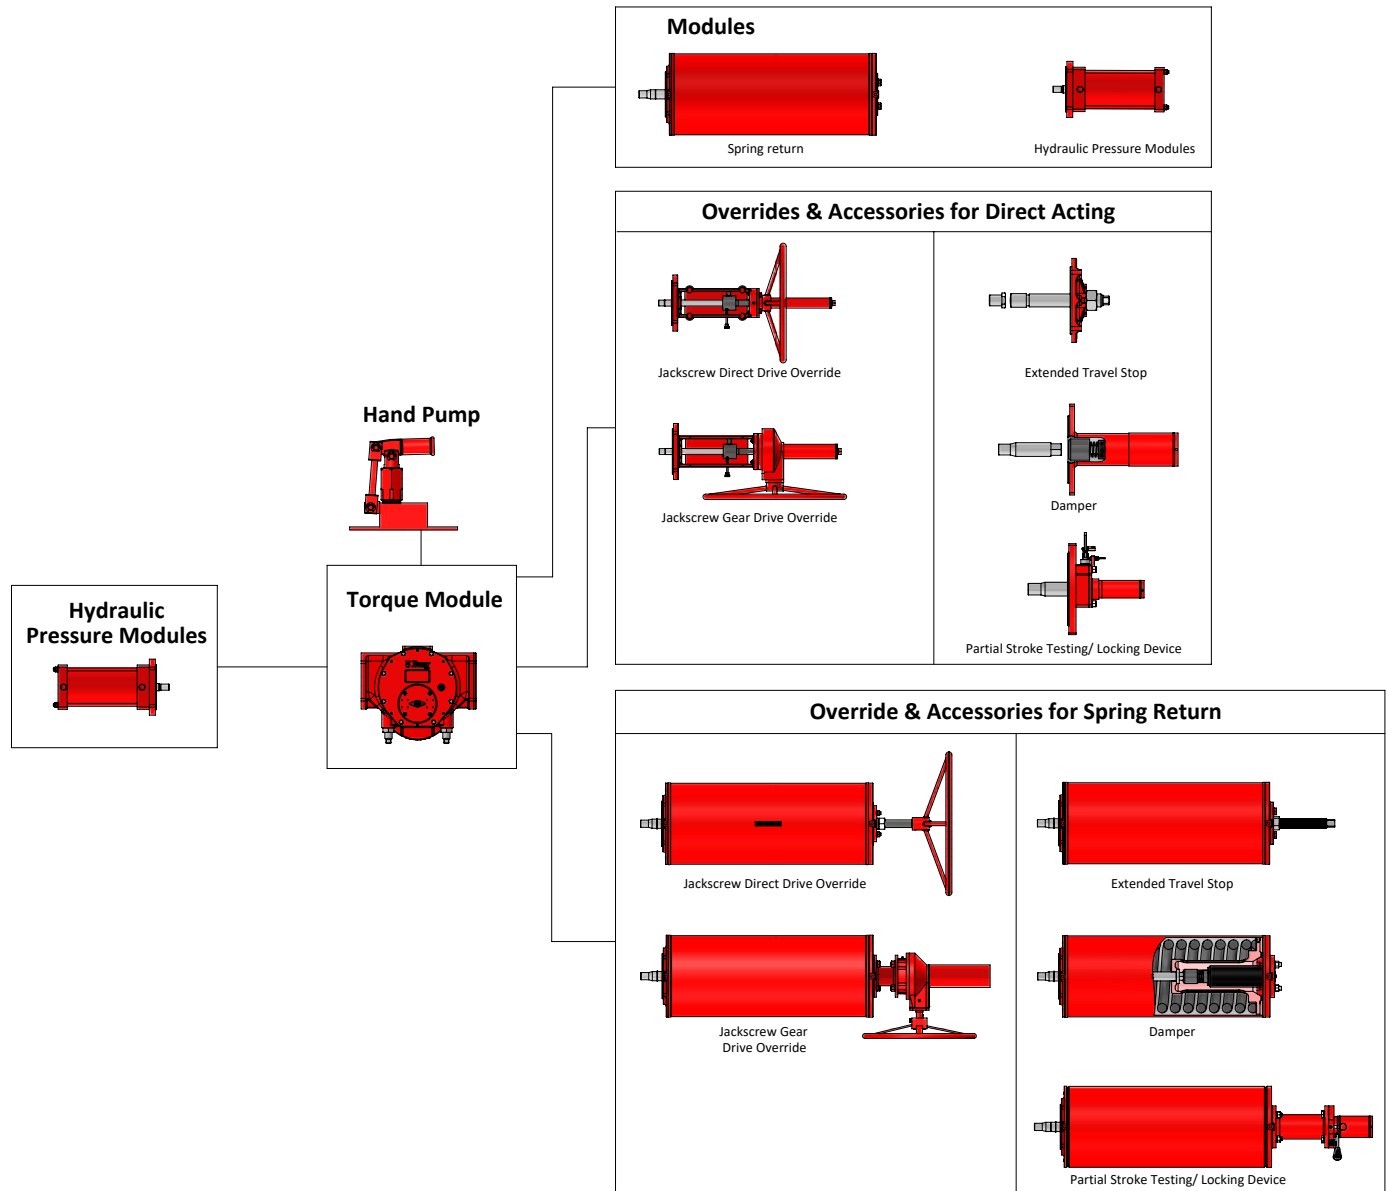 Modules
Spring return
Hydraulic Pressure Modules
Overrides & Accessories for Direct Acting
Jackscrew Direct Drive Override
Extended Travel Stop
Jackscrew Gear Drive Override
Damper
Partial Stroke Testing/ Locking Device
Hand Pump
Torque Module
Hydraulic
Pressure Modules
Override & Accessories for Spring Return
Jackscrew Direct Drive Override
Extended Travel Stop
Jackscrew Gear
Drive Override
Damper
Partial Stroke Testing/ Locking Device